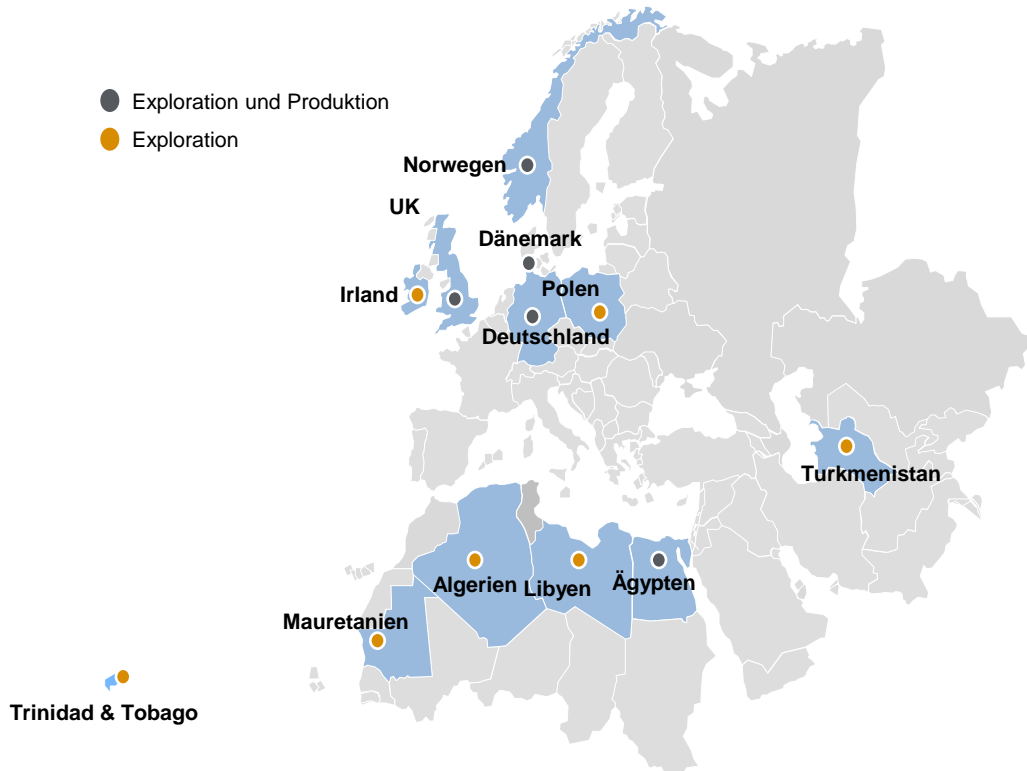 Exploration und Produktion
Exploration
Norwegen
UK
Dänemark
Irland
Polen
Deutschland
Turkmenistan
Algerien
Libyen
Ägypten
Mauretanien
Trinidad & Tobago